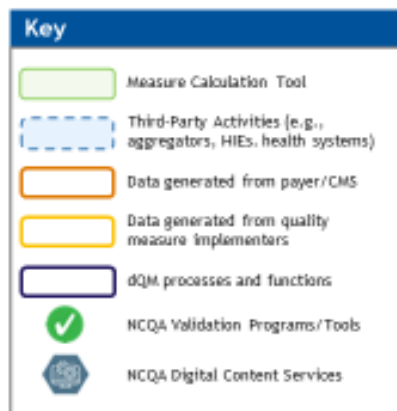 Key
Measure Calculation Tool
Third-Party Activities (e.g.,
aggregators, HIEs. health systems)
Data generated from payer/CMS
Data generated from quality
measure implementers
dQM processes and functions
NCQA Validation Programs/Tools
NCQA Digital Content Services